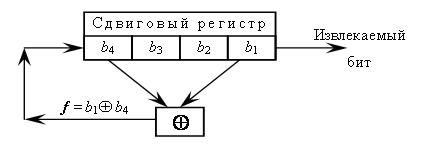 Сдвиговый регистр
b4 b3 b2 b1
Извлекаемый
бит
f = b1⊕b4
⊕